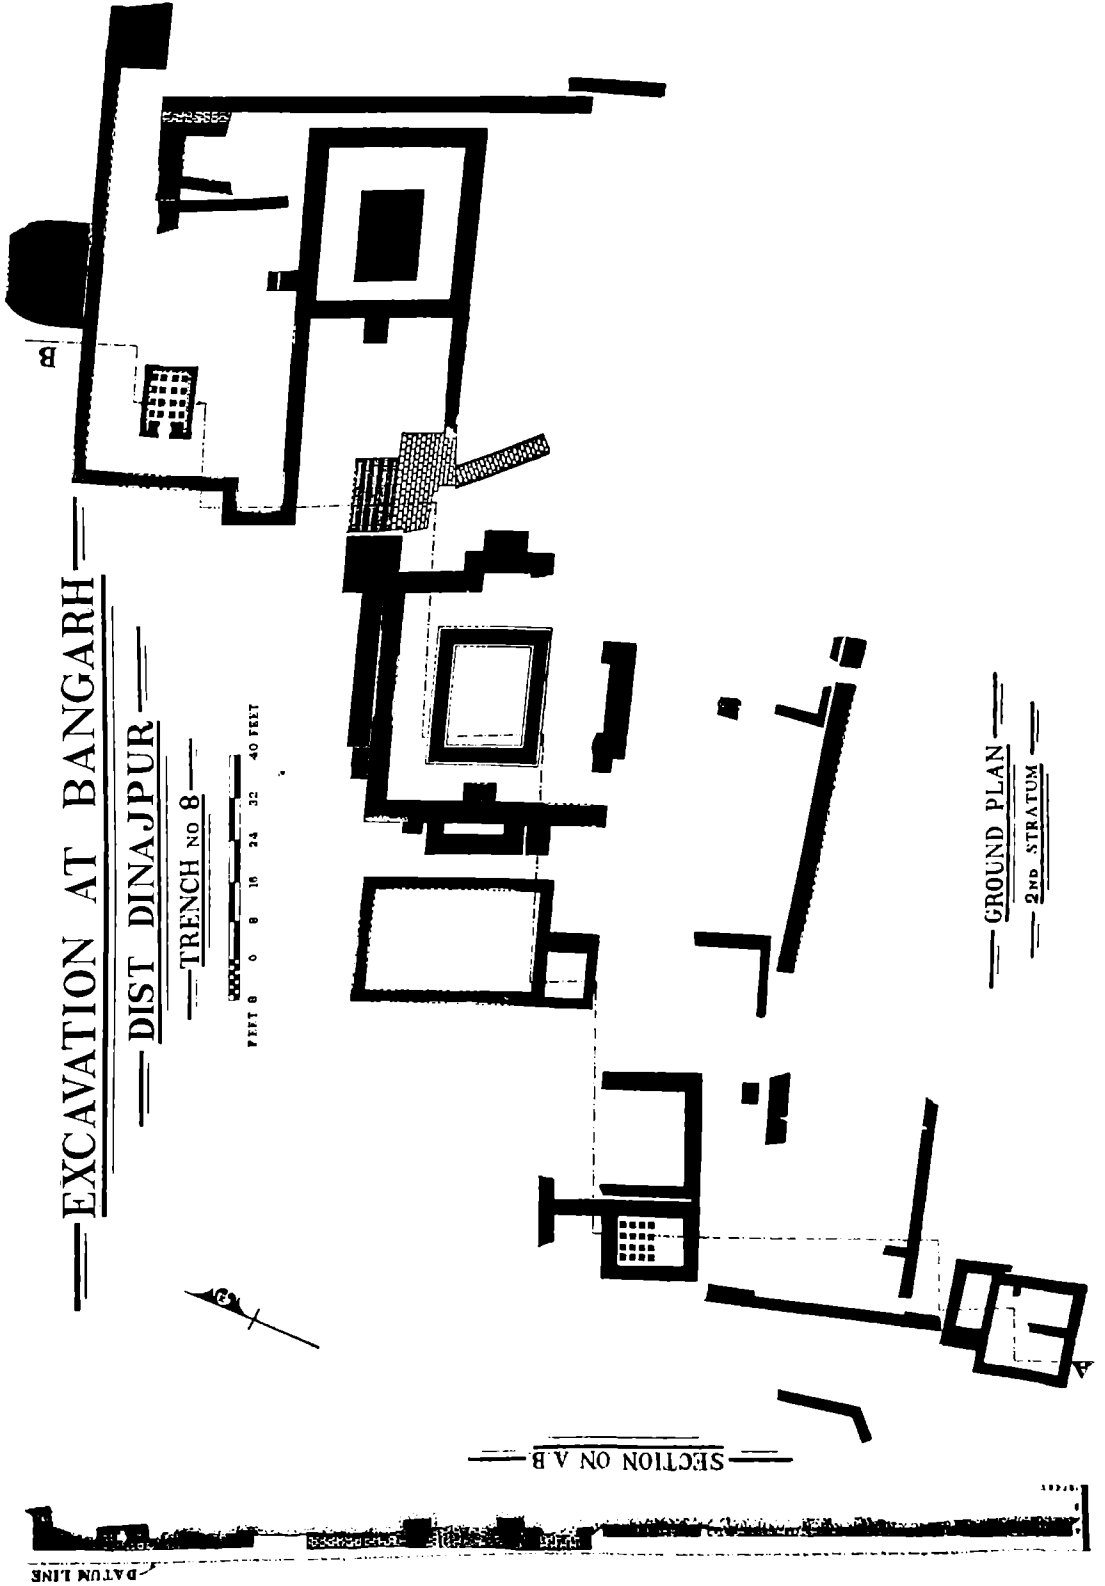 EXCAVATION AT BANGARH
DIST DINAJPUR
TRENCH NO 8
FEET 8 0 8 16 24 32 40 FEET
GROUND PLAN
2ND STRATUM
B
A
N
SECTION ON A.B
DATUM LINE